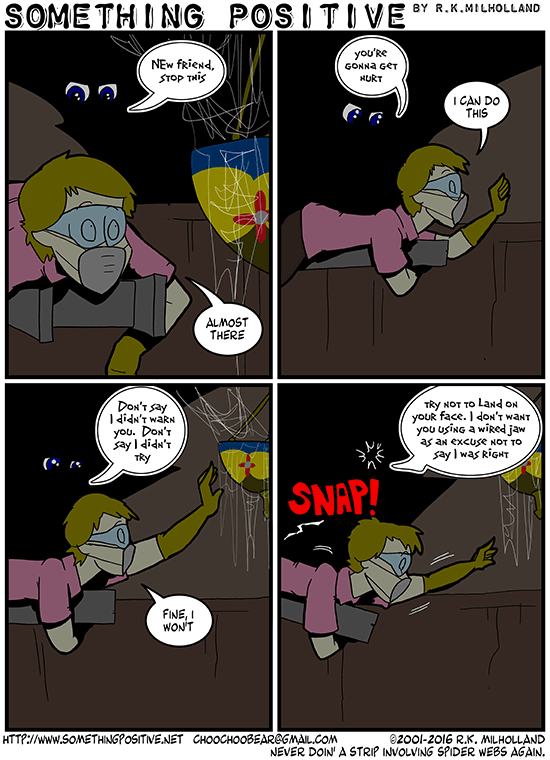 SOMETHING POSITIVE BY R.K.MILHOLLAND
NEW friend,
STOP THIS
ALMOST
THERE
you're
gonna get
hurt
I CAN DO
THIS
Don't say
I didn't warn
you. Don't
say I didn't
try
FINE, I
WON'T
Try not to land on
your face. I don't want
you using a wired jaw
as an excuse not to
say I was right
SNAP!
HTTP://WWW.SOMETHINGPOSITIVE.NET CHOOCHOOBEAR@GMAIL.COM ©2001-2016 R.K. MILHOLLAND
NEVER DOIN' A STRIP INVOLVING SPIDER WEBS AGAIN.